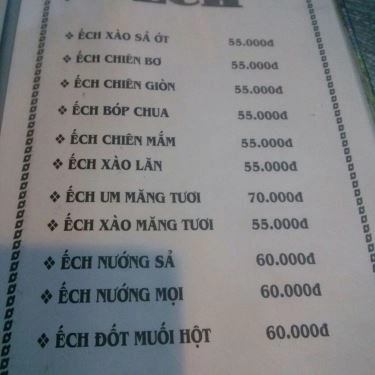 ẾCH
❖ ẾCH XÀO SẢ ỚT 55.000đ
❖ ẾCH CHIÊN BƠ 55.000đ
❖ ẾCH CHIÊN GIÒN 55.000đ
❖ ẾCH BÓP CHUA 55.000đ
❖ ẾCH CHIÊN MẮM 55.000đ
❖ ẾCH XÀO LĂN 55.000đ
❖ ẾCH UM MĂNG TƯƠI 70.000đ
❖ ẾCH XÀO MĂNG TƯƠI 55.000đ
❖ ẾCH NƯỚNG SẢ 60.000đ
❖ ẾCH NƯỚNG MỌI 60.000đ
❖ ẾCH ĐỐT MUỐI HỘT 60.000đ